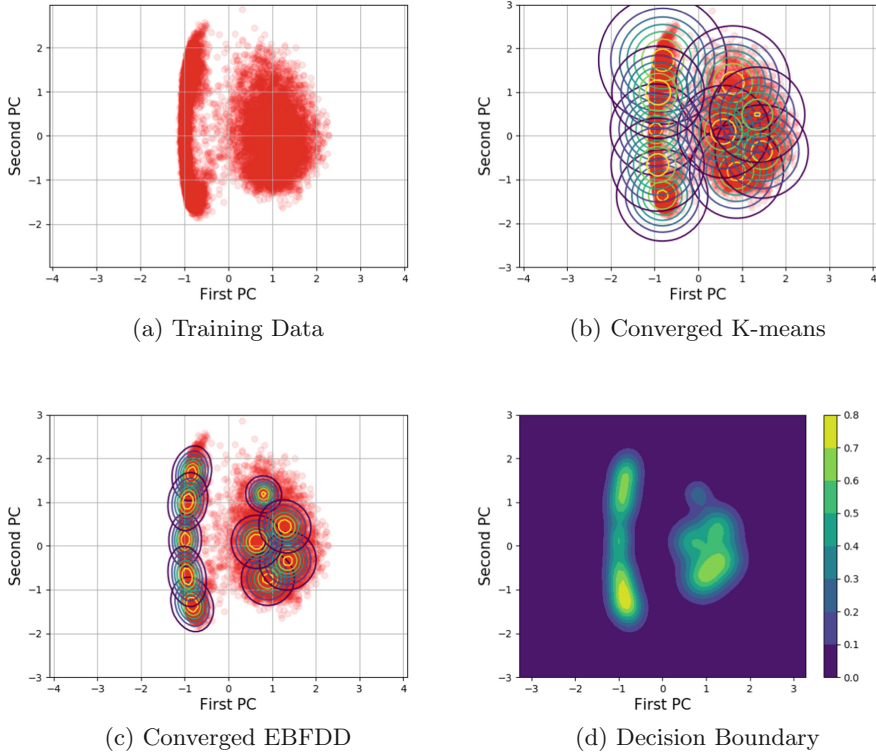 3
2
1
0
−1
−2
Second PC
−4 −3 −2 −1 0 1 2 3 4
First PC
(a) Training Data
3
2
1
0
−1
−2
−3
Second PC
−4 −3 −2 −1 0 1 2 3 4
First PC
(b) Converged K-means
3
2
1
0
−1
−2
−3
Second PC
−4 −3 −2 −1 0 1 2 3 4
First PC
(c) Converged EBFDD
3
2
1
0
−1
−2
−3
Second PC
−3 −2 −1 0 1 2 3
First PC
0.8
0.7
0.6
0.5
0.4
0.3
0.2
0.1
0.0
(d) Decision Boundary